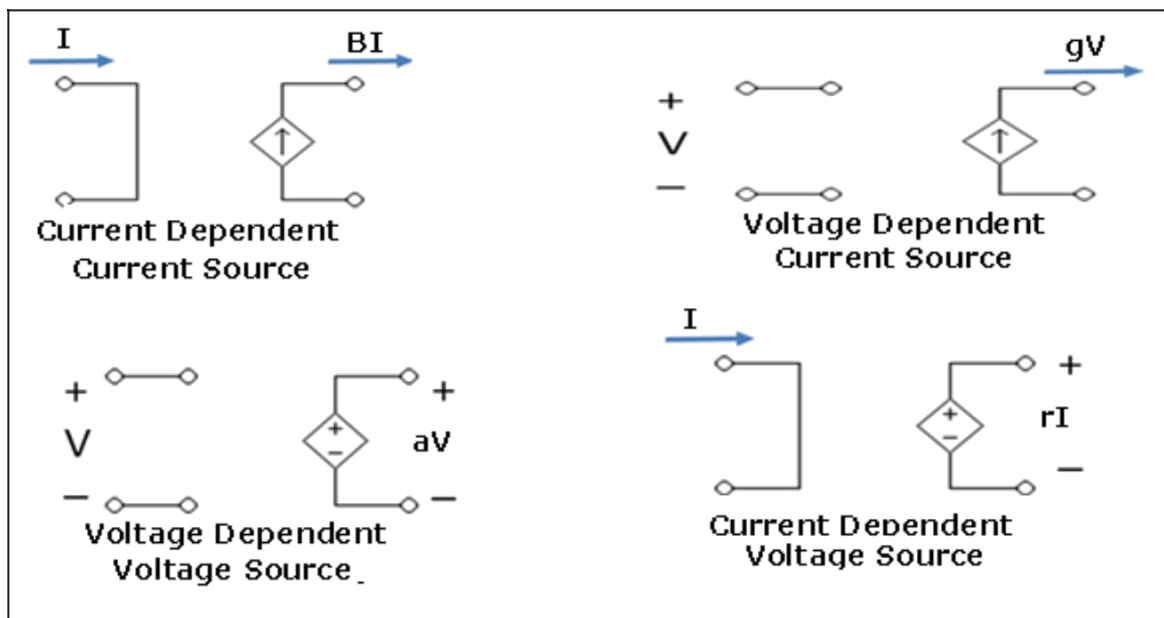 I
BI
Current Dependent
Current Source
gV
+
V
−
Voltage Dependent
Current Source
+
V
−
+
−
+
aV
−
Voltage Dependent
Voltage Source
I
+
−
+
rI
−
Current Dependent
Voltage Source